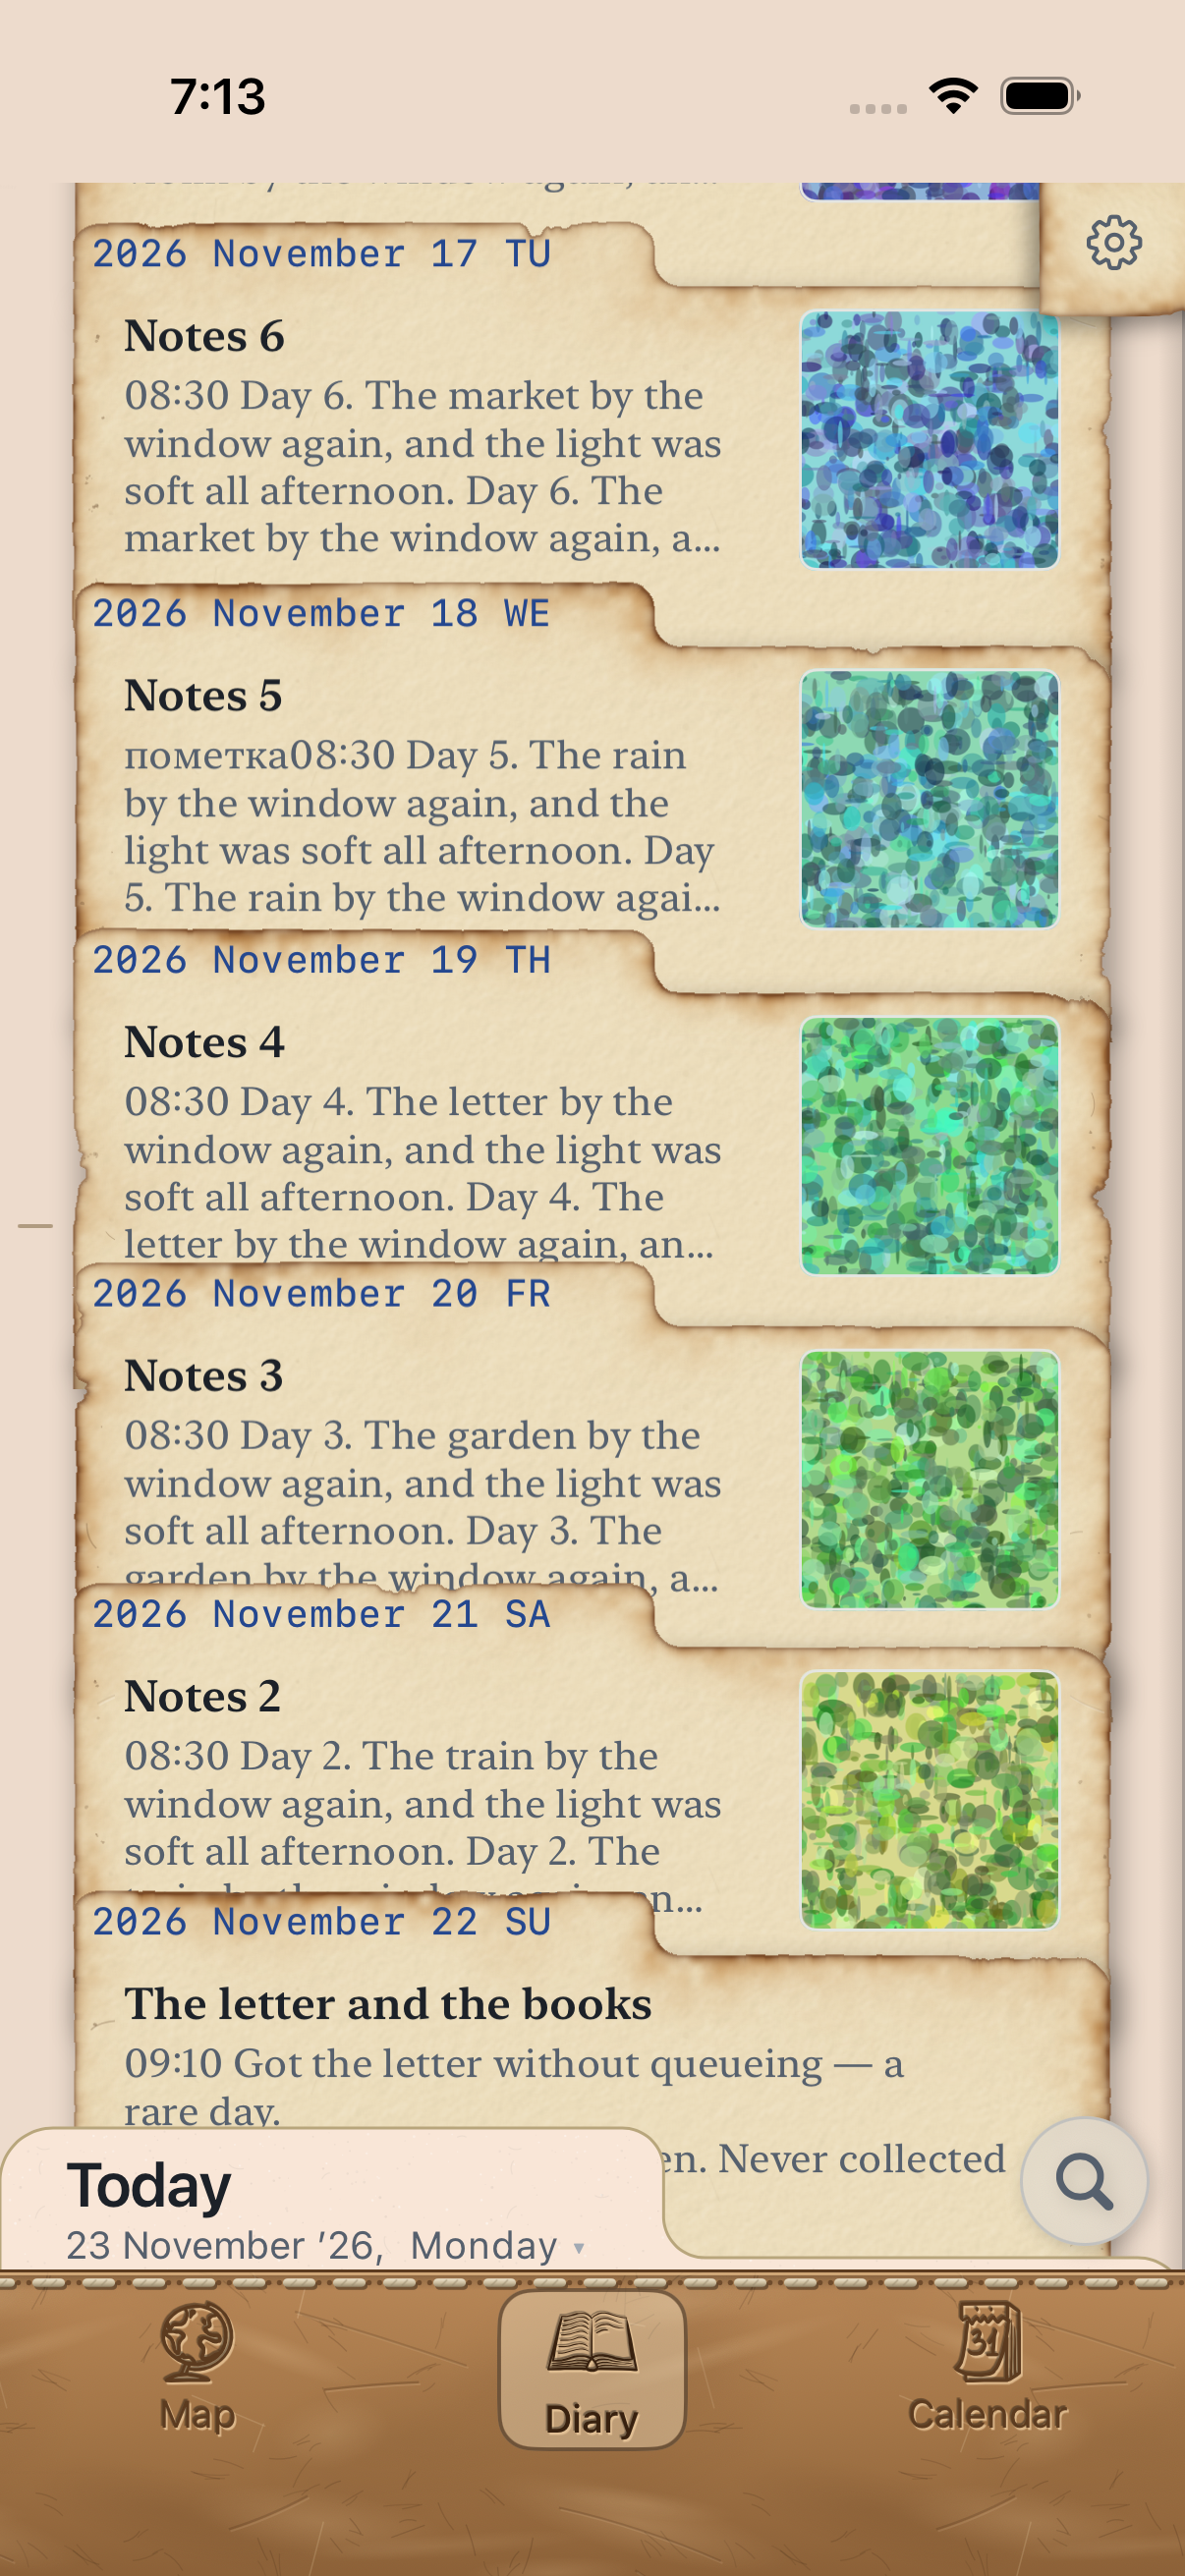 7:13
2026 November 17 TU
Notes 6
08:30 Day 6. The market by the
window again, and the light was
soft all afternoon. Day 6. The
market by the window again, a...
2026 November 18 WE
Notes 5
пометка08:30 Day 5. The rain
by the window again, and the
light was soft all afternoon. Day
5. The rain by the window agai...
2026 November 19 TH
Notes 4
08:30 Day 4. The letter by the
window again, and the light was
soft all afternoon. Day 4. The
letter by the window again, an...
2026 November 20 FR
Notes 3
08:30 Day 3. The garden by the
window again, and the light was
soft all afternoon. Day 3. The
garden by the window again, a...
2026 November 21 SA
Notes 2
08:30 Day 2. The train by the
window again, and the light was
soft all afternoon. Day 2. The
2026 November 22 SU
The letter and the books
09:10 Got the letter without queueing — a
rare day.
Never collected
Today
23 November ’26, Monday
Map
Diary
31
Calendar